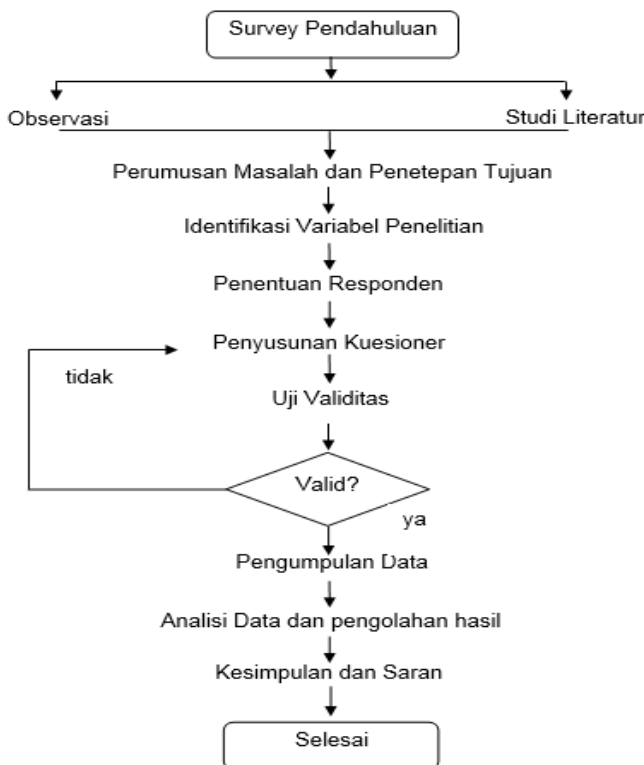 Survey Pendahuluan
Observasi
Studi Literatur
Perumusan Masalah dan Penetepan Tujuan
Identifikasi Variabel Penelitian
Penentuan Responden
Penyusunan Kuesioner
tidak
Uji Validitas
Valid?
ya
Pengumpulan Data
Analisi Data dan pengolahan hasil
Kesimpulan dan Saran
Selesai